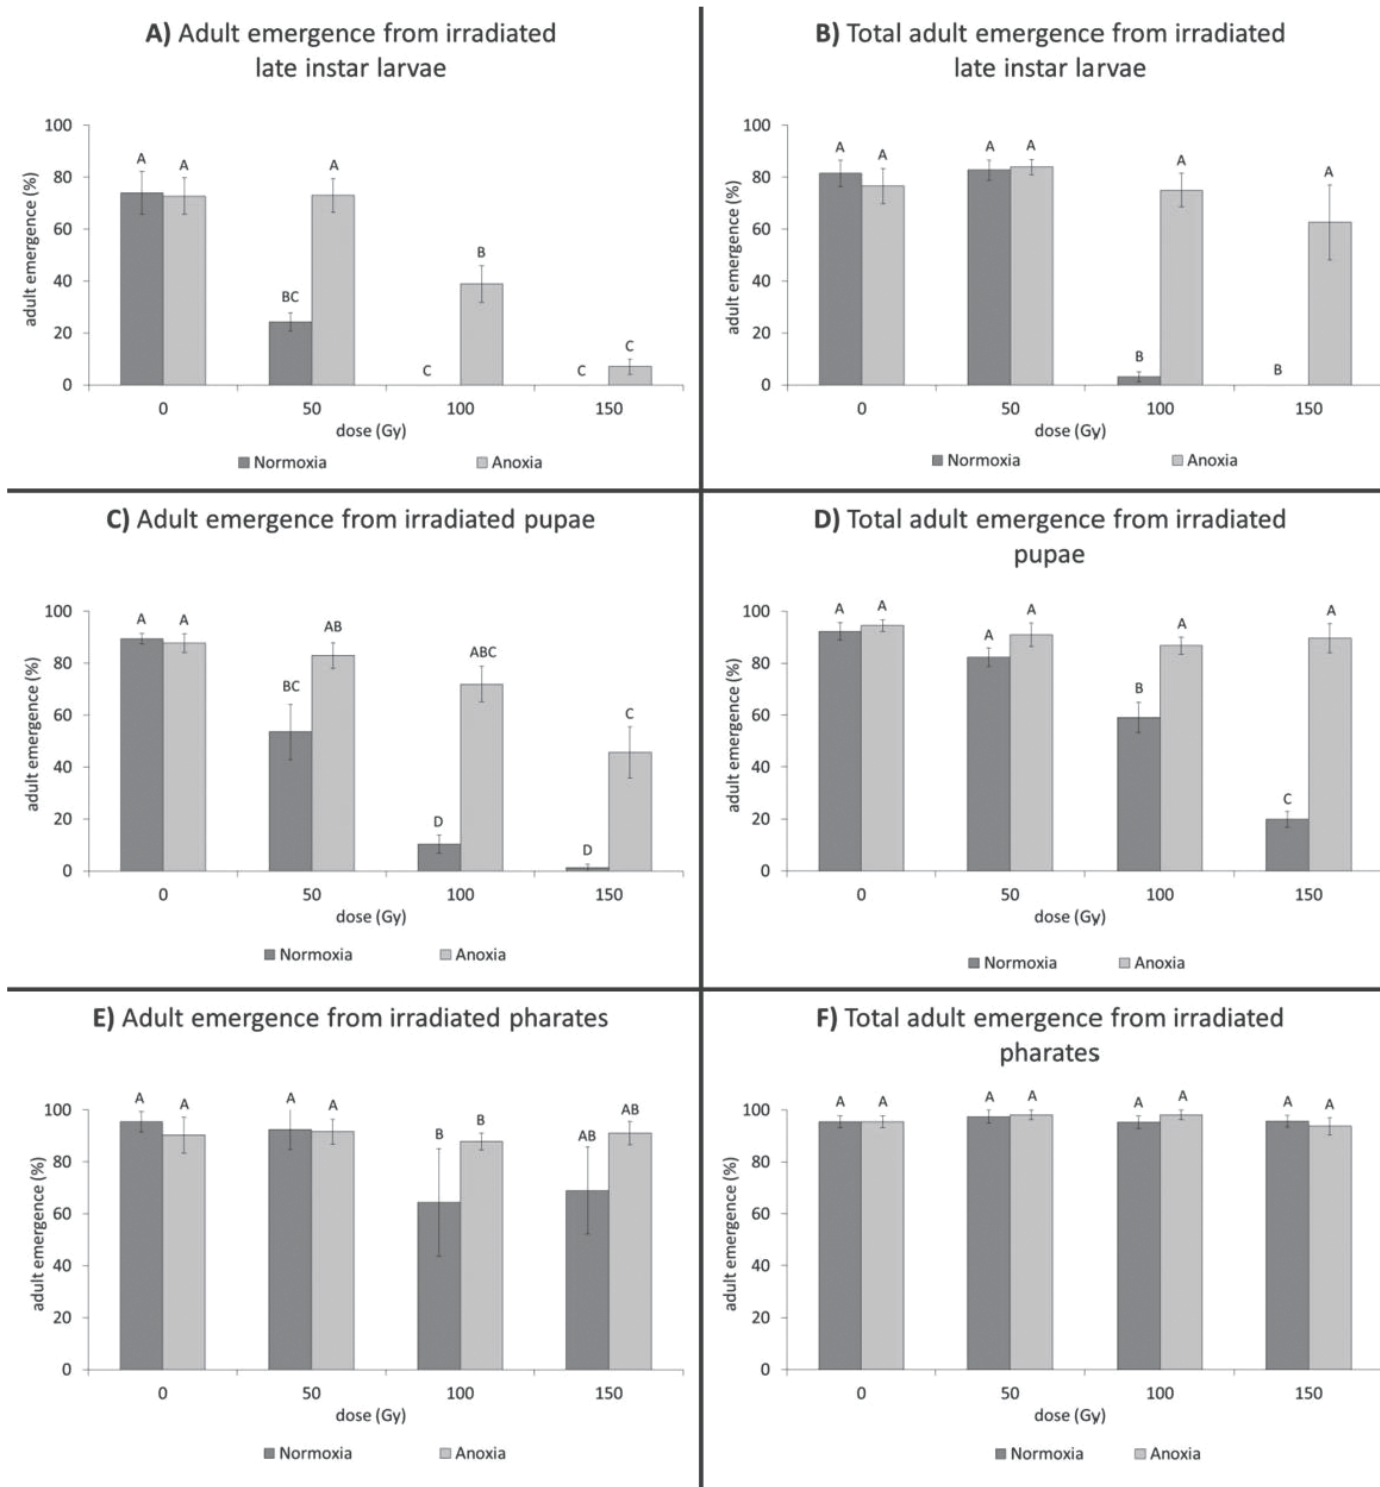 A) Adult emergence from irradiated
late instar larvae
100
80
60
40
20
0
adult emergence (%)
A
A
BC
A
C
B
C
C
0
50
100
150
dose (Gy)
Normoxia
Anoxia
B) Total adult emergence from irradiated
late instar larvae
100
80
60
40
20
0
adult emergence (%)
A
A
A
A
B
A
B
A
0
50
100
150
dose (Gy)
Normoxia
Anoxia
C) Adult emergence from irradiated pupae
100
80
60
40
20
0
adult emergence (%)
A
A
BC
AB
D
ABC
D
C
0
50
100
150
dose (Gy)
Normoxia
Anoxia
D) Total adult emergence from irradiated
pupae
100
80
60
40
20
0
adult emergence (%)
A
A
A
A
B
A
C
A
0
50
100
150
dose (Gy)
Normoxia
Anoxia
E) Adult emergence from irradiated pharates
100
80
60
40
20
0
adult emergence (%)
A
A
A
A
B
B
AB
AB
0
50
100
150
dose (Gy)
Normoxia
Anoxia
F) Total adult emergence from irradiated
pharates
100
80
60
40
20
0
adult emergence (%)
A
A
A
A
A
A
A
A
0
50
100
150
dose (Gy)
Normoxia
Anoxia